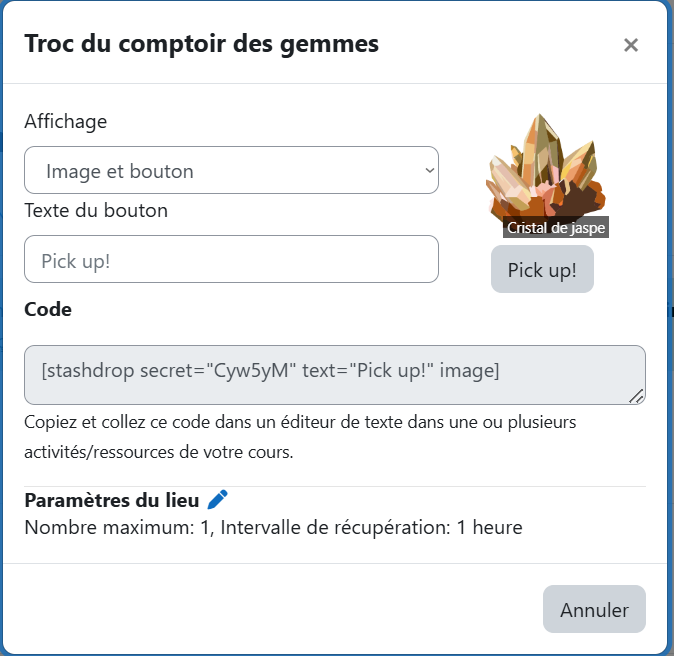 Troc du comptoir des gemmes
×
Affichage
Image et bouton
Texte du bouton
Pick up!
Cristal de jaspe
Pick up!
Code
[stashdrop secret="Cyw5yM" text="Pick up!" image]
Copiez et collez ce code dans un éditeur de texte dans une ou plusieurs
activités/ressources de votre cours.
Paramètres du lieu
Nombre maximum: 1, Intervalle de récupération: 1 heure
Annuler